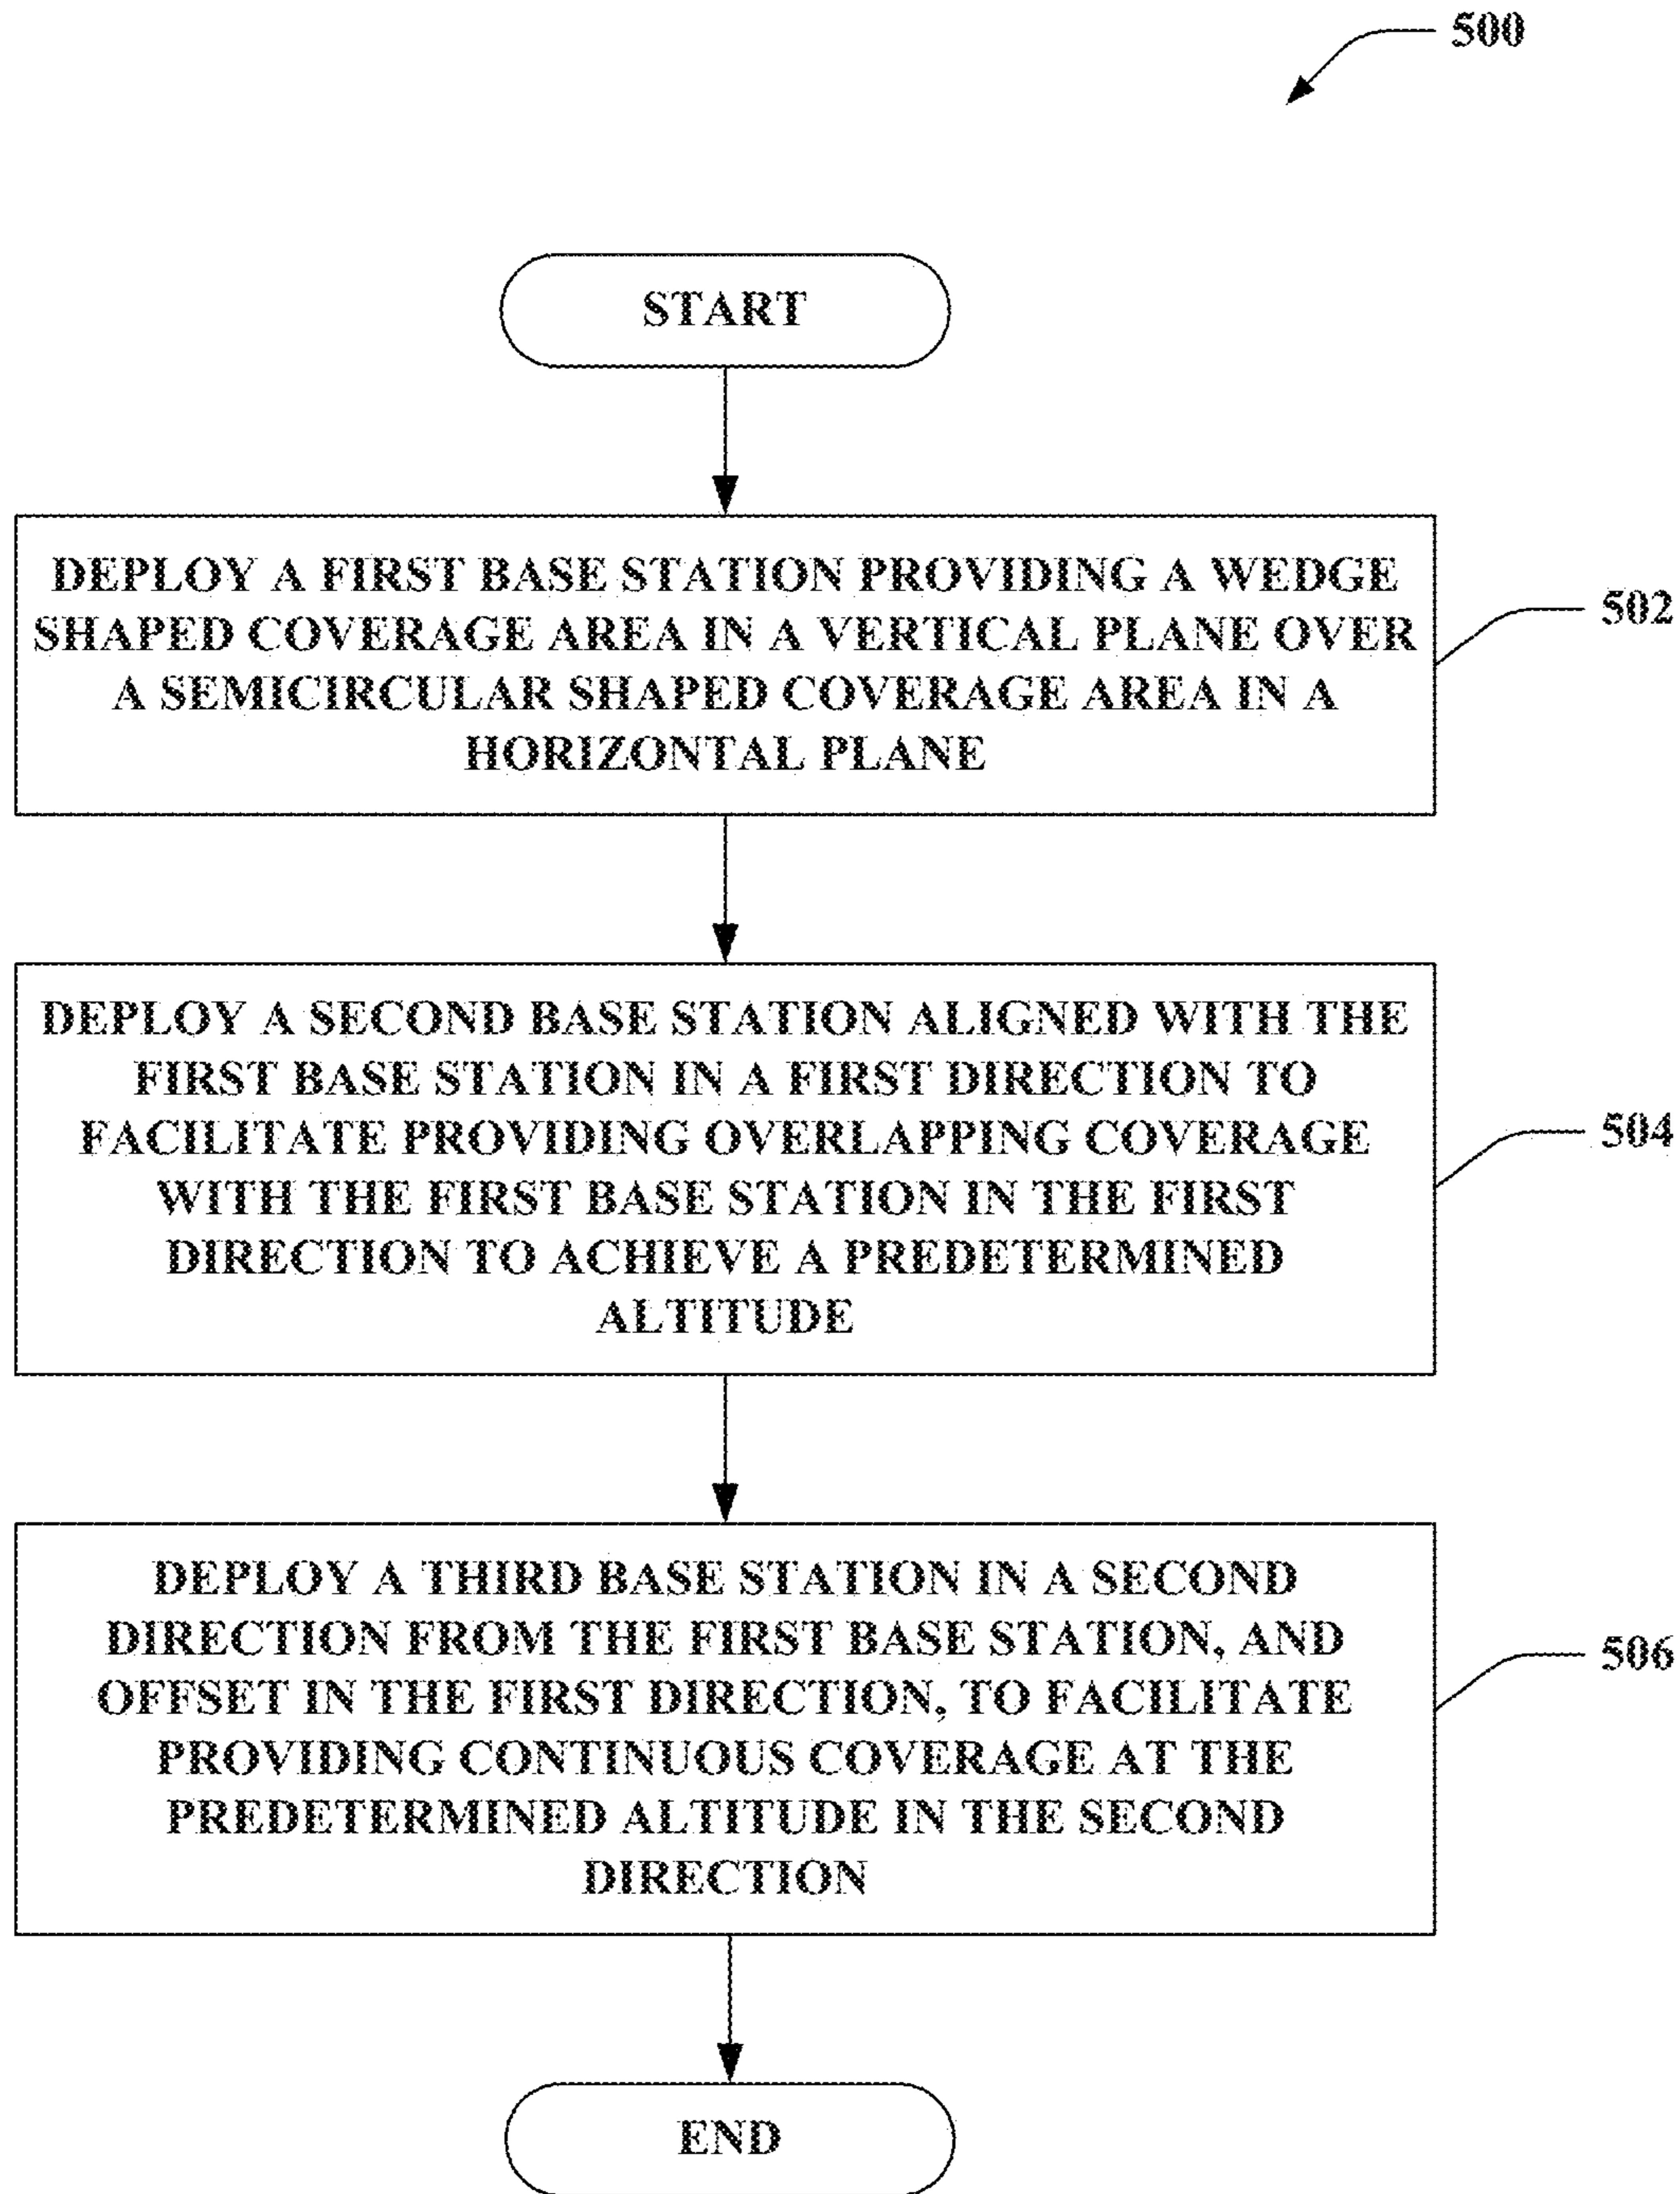 500
START
DEPLOY A FIRST BASE STATION PROVIDING A WEDGE
SHAPED COVERAGE AREA IN A VERTICAL PLANE OVER
A SEMICIRCULAR SHAPED COVERAGE AREA IN A
HORIZONTAL PLANE
502
DEPLOY A SECOND BASE STATION ALIGNED WITH THE
FIRST BASE STATION IN A FIRST DIRECTION TO
FACILITATE PROVIDING OVERLAPPING COVERAGE
WITH THE FIRST BASE STATION IN THE FIRST
DIRECTION TO ACHIEVE A PREDETERMINED
ALTITUDE
504
DEPLOY A THIRD BASE STATION IN A SECOND
DIRECTION FROM THE FIRST BASE STATION, AND
OFFSET IN THE FIRST DIRECTION, TO FACILITATE
PROVIDING CONTINUOUS COVERAGE AT THE
PREDETERMINED ALTITUDE IN THE SECOND
DIRECTION
506
END